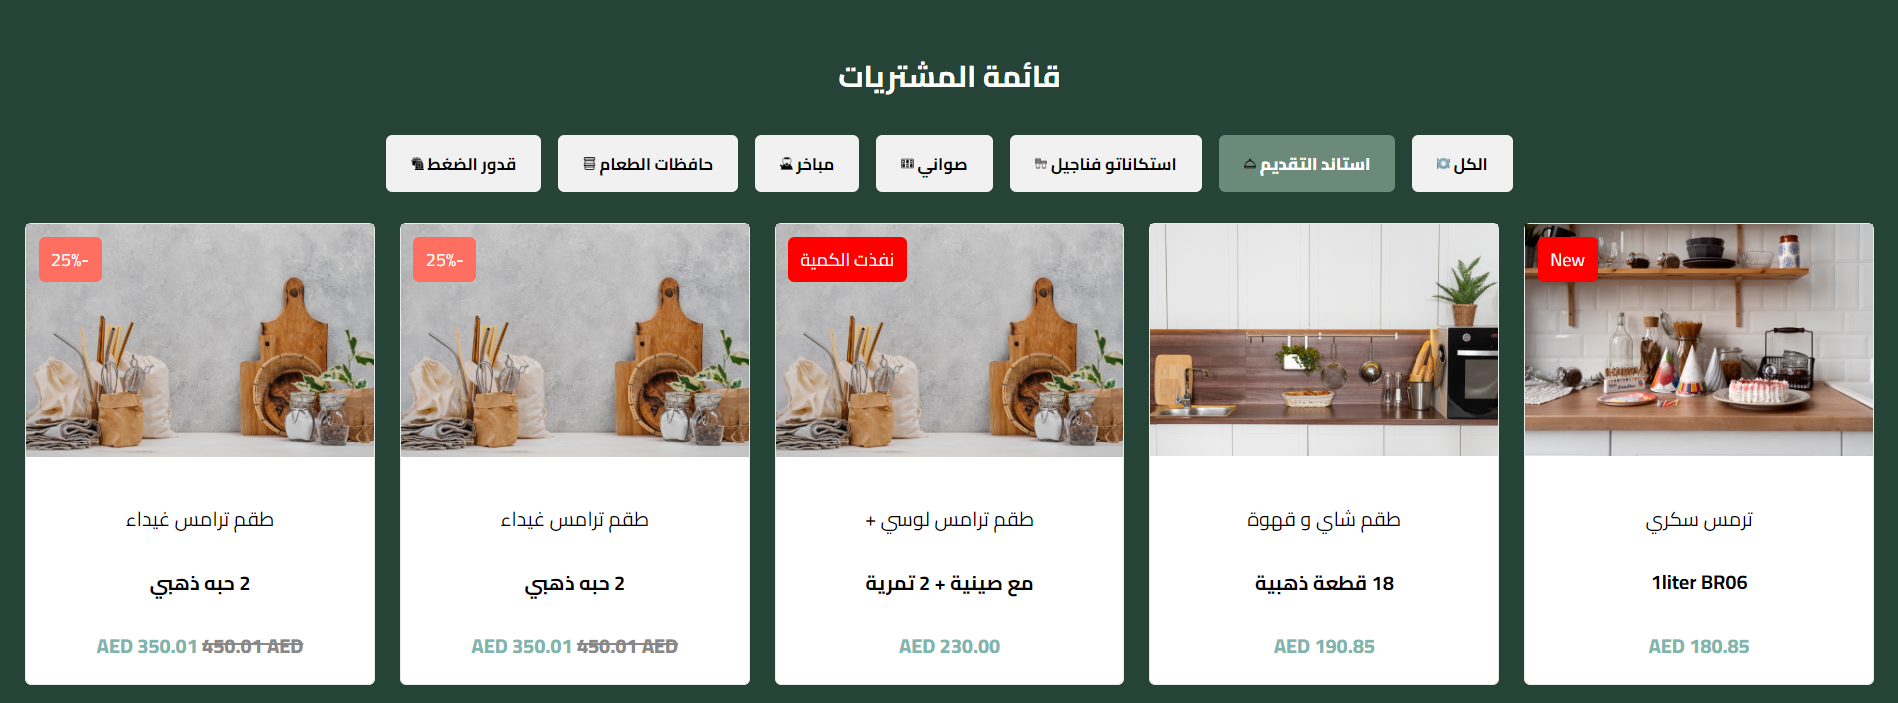 قائمة المشتريات
الكل
استاند التقديم
استكاناتو فناجيل
صواني
مباخر
حافظات الطعام
قدور الضغط
New
ترمس سكري
1liter BR06
AED 180.85
طقم شاي و قهوة
18 قطعة ذهبية
AED 190.85
نفذت الكمية
طقم ترامس لوسي +
مع صينية + 2 تمرية
AED 230.00
25%-
طقم ترامس غيداء
2 حبه ذهبي
AED 350.01 450.01 AED
25%-
طقم ترامس غيداء
2 حبه ذهبي
AED 350.01 450.01 AED